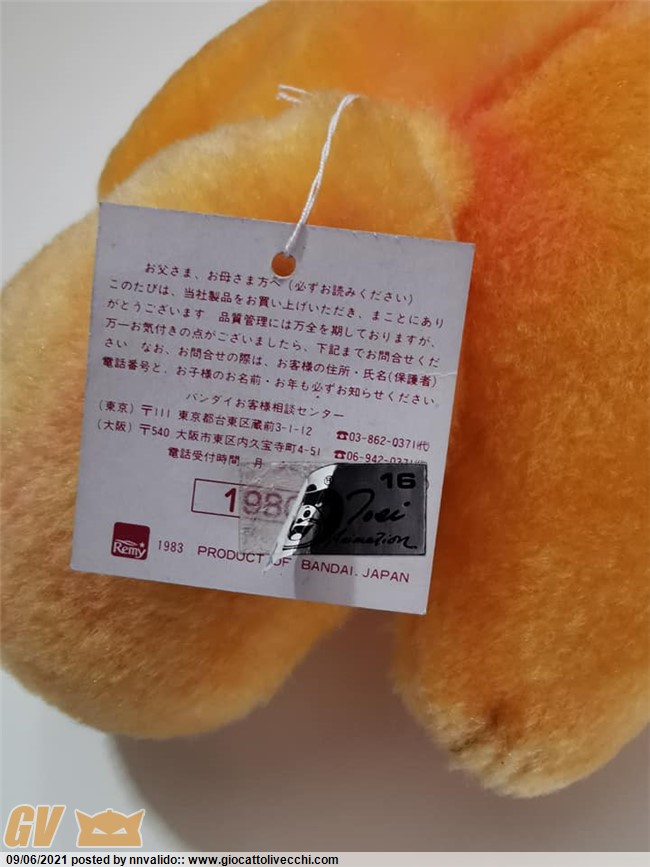 お父さま、お母さま方へ(必ずお読みください)
このたびは、当社製品をお買い上げいただき、まことにあり
がとうございます 品質管理には万全を期しておりますが、
万一お気付きの点がございましたら、下記までお問合せくだ
さい なお、お問合せの際は、お客様の住所・氏名(保護者)
電話番号と、お子様のお名前・お年も必ずお知らせください。
バンダイお客様相談センター
(東京)〒111 東京都台東区蔵前3-1-12 ☎03-862-0371(代)
(大阪)〒540 大阪市東区内久宝寺町4-51 ☎06-942-0371(代)
電話受付時間 月
16
198
Toei
Animation
Remy 1983 PRODUCT OF BANDAI. JAPAN
GV
09/06/2021 posted by nnvalido:: www.giocattolivecchi.com